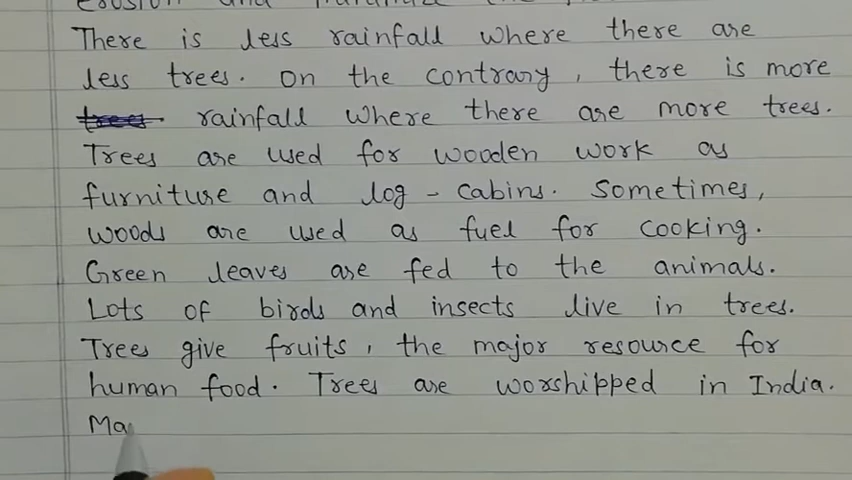 erosion and
There is less rainfall where there are
less trees. On the contrary, there is more
trees rainfall where there are more trees.
Trees are used for wooden work as
furniture and log - cabins. Sometimes,
woods are used as fuel for cooking.
Green leaves are fed to the animals.
Lots of birds and insects live in trees.
Trees give fruits, the major resource for
human food. Trees are worshipped in India.
Ma